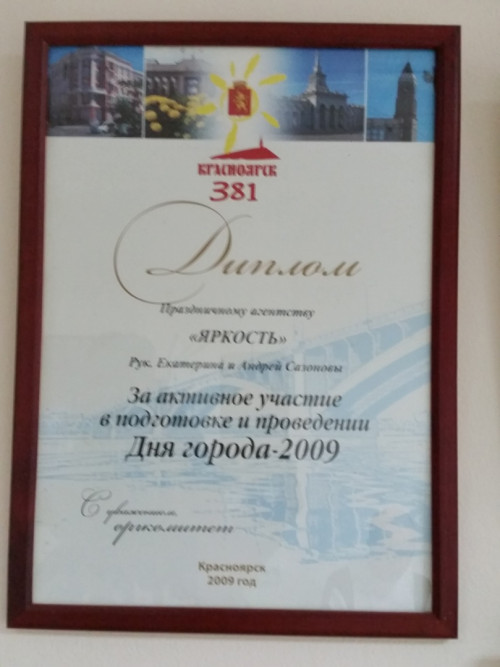 КРАСНОЯРСК
381
Диплом
Праздничному агентству
«ЯРКОСТЬ»
Рук. Екатерина и Андрей Сазоновы
За активное участие
в подготовке и проведении
Дня города-2009
С уважением,
оргкомитет
Красноярск
2009 год